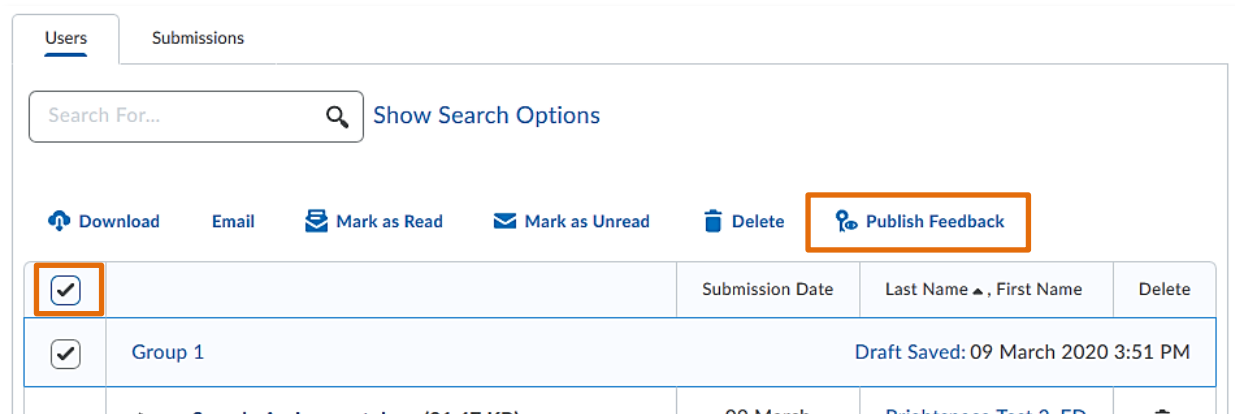 Users Submissions
Search For... Show Search Options
Download Email Mark as Read Mark as Unread Delete Publish Feedback
Submission Date Last Name , First Name Delete
Group 1 Draft Saved: 09 March 2020 3:51 PM